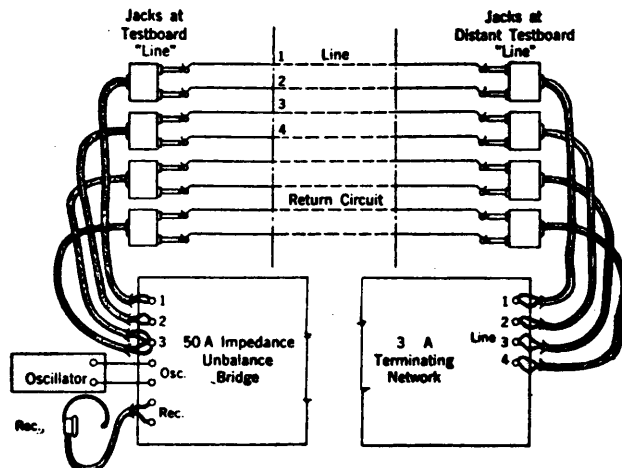 Jacks at
Testboard
"Line"
Jacks at
Distant Testboard
"Line"
1 Line
2
3
4
Return Circuit
1
2
3
50 A Impedance
Unbalance
Bridge
Oscillator
Osc.
Rec.
Rec.
1
2
3
4
Line
3 A
Terminating
Network